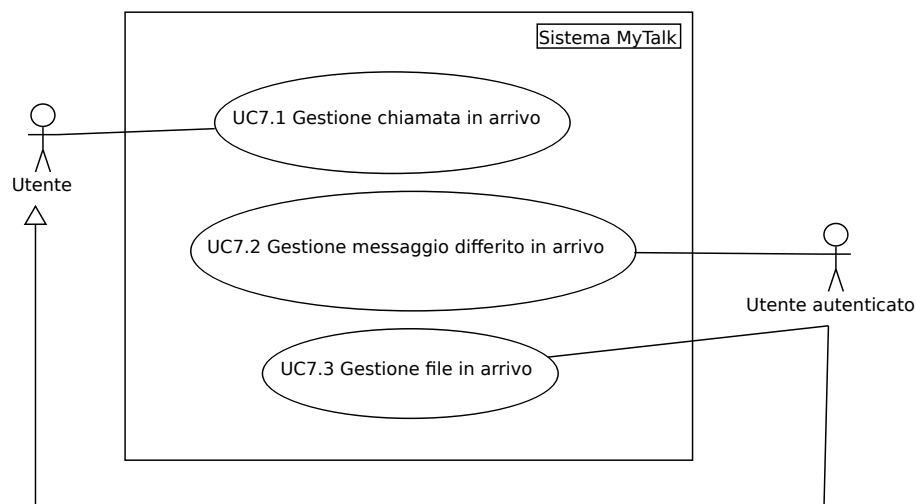 Sistema MyTalk
UC7.1 Gestione chiamata in arrivo
Utente
UC7.2 Gestione messaggio differito in arrivo
Utente autenticato
UC7.3 Gestione file in arrivo